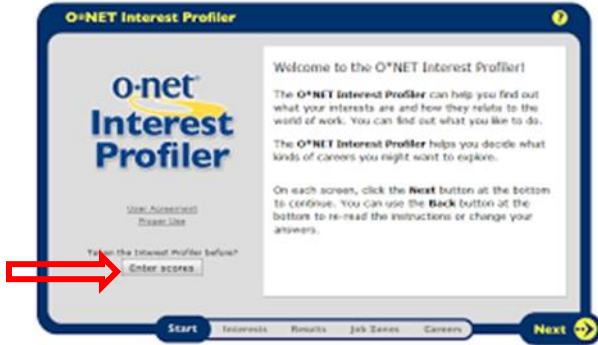 O*NET Interest Profiler
?
o·net
Interest
Profiler
User Agreement
Proper Use
Taken the Interest Profiler before?
Enter scores
Welcome to the O*NET Interest Profiler!
The O*NET Interest Profiler can help you find out
what your interests are and how they relate to the
world of work. You can find out what you like to do.
The O*NET Interest Profiler helps you decide what
kinds of careers you might want to explore.
On each screen, click the Next button at the bottom
to continue. You can use the Back button at the
bottom to re-read the instructions or change your
answers.
Start Interests Results Job Zones Careers Next